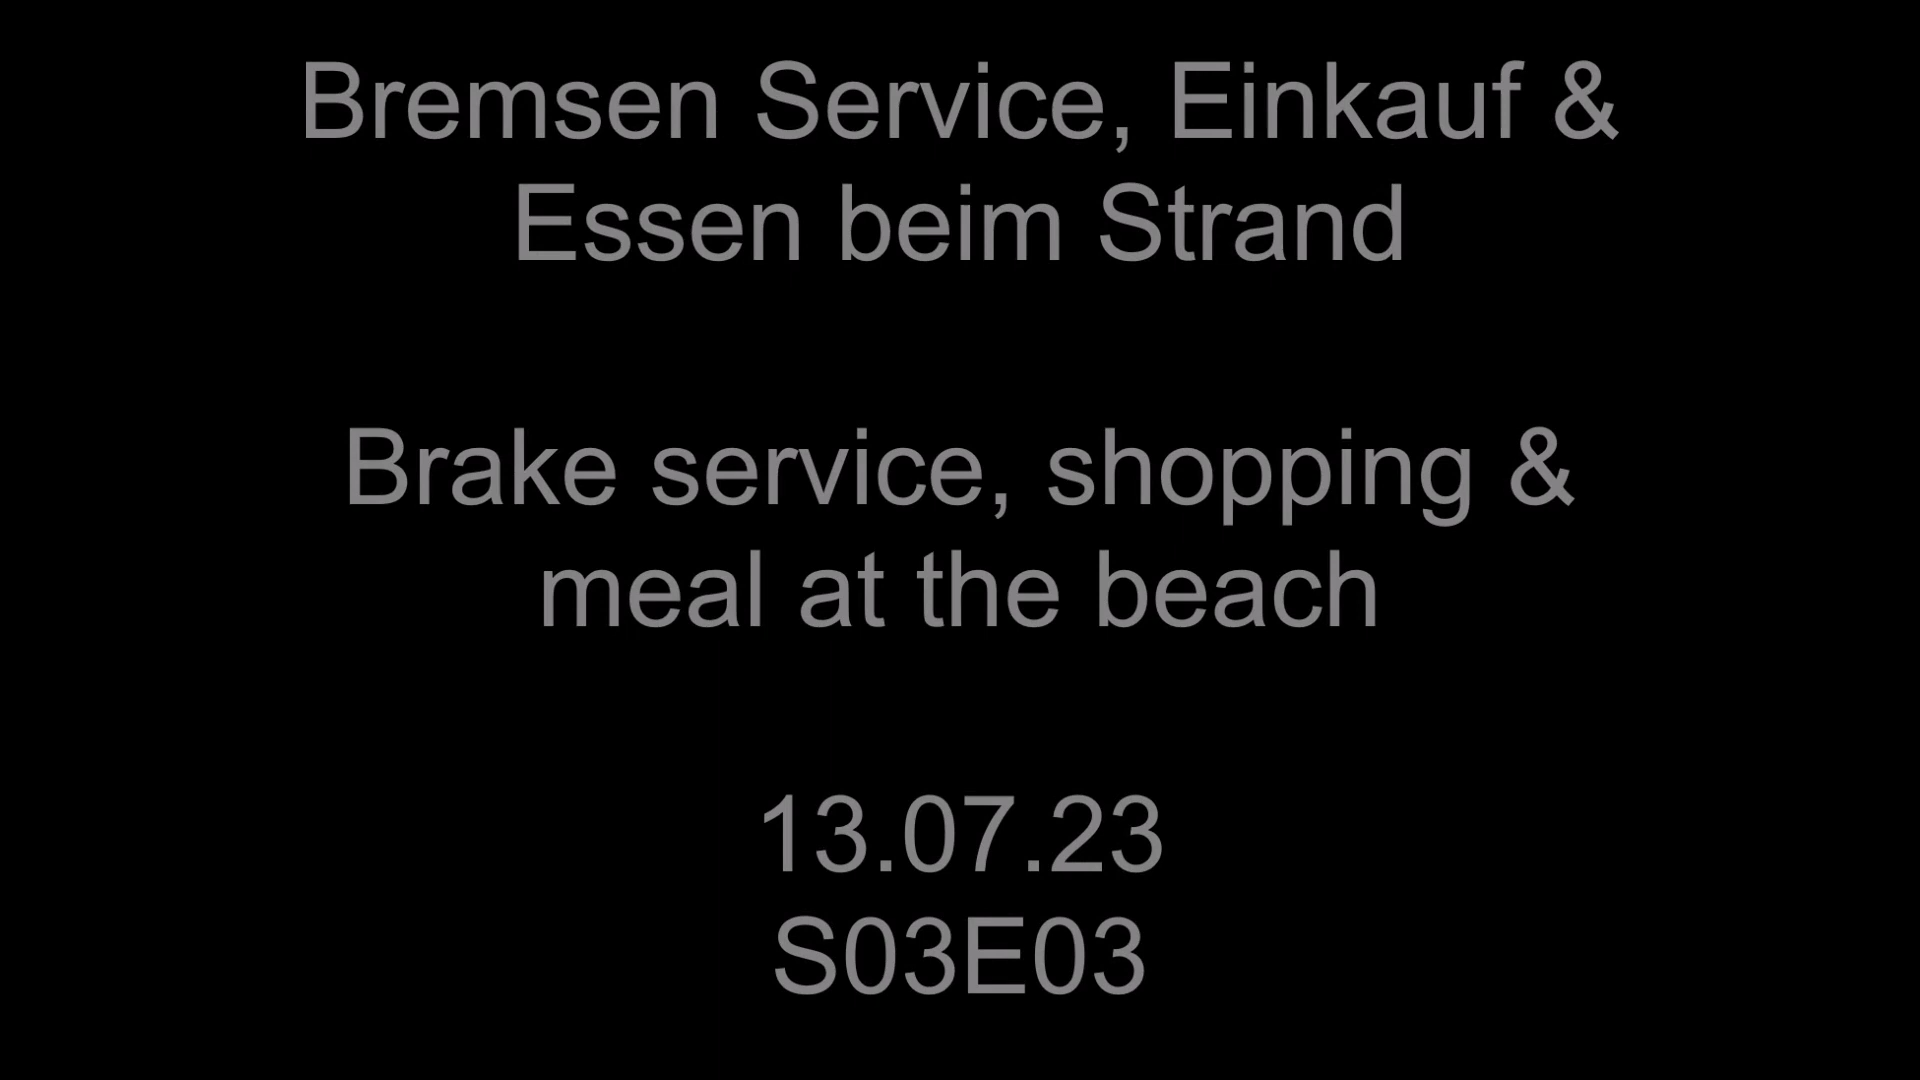 Bremsen Service, Einkauf &
Essen beim Strand
Brake service, shopping &
meal at the beach
13.07.23
S03E03